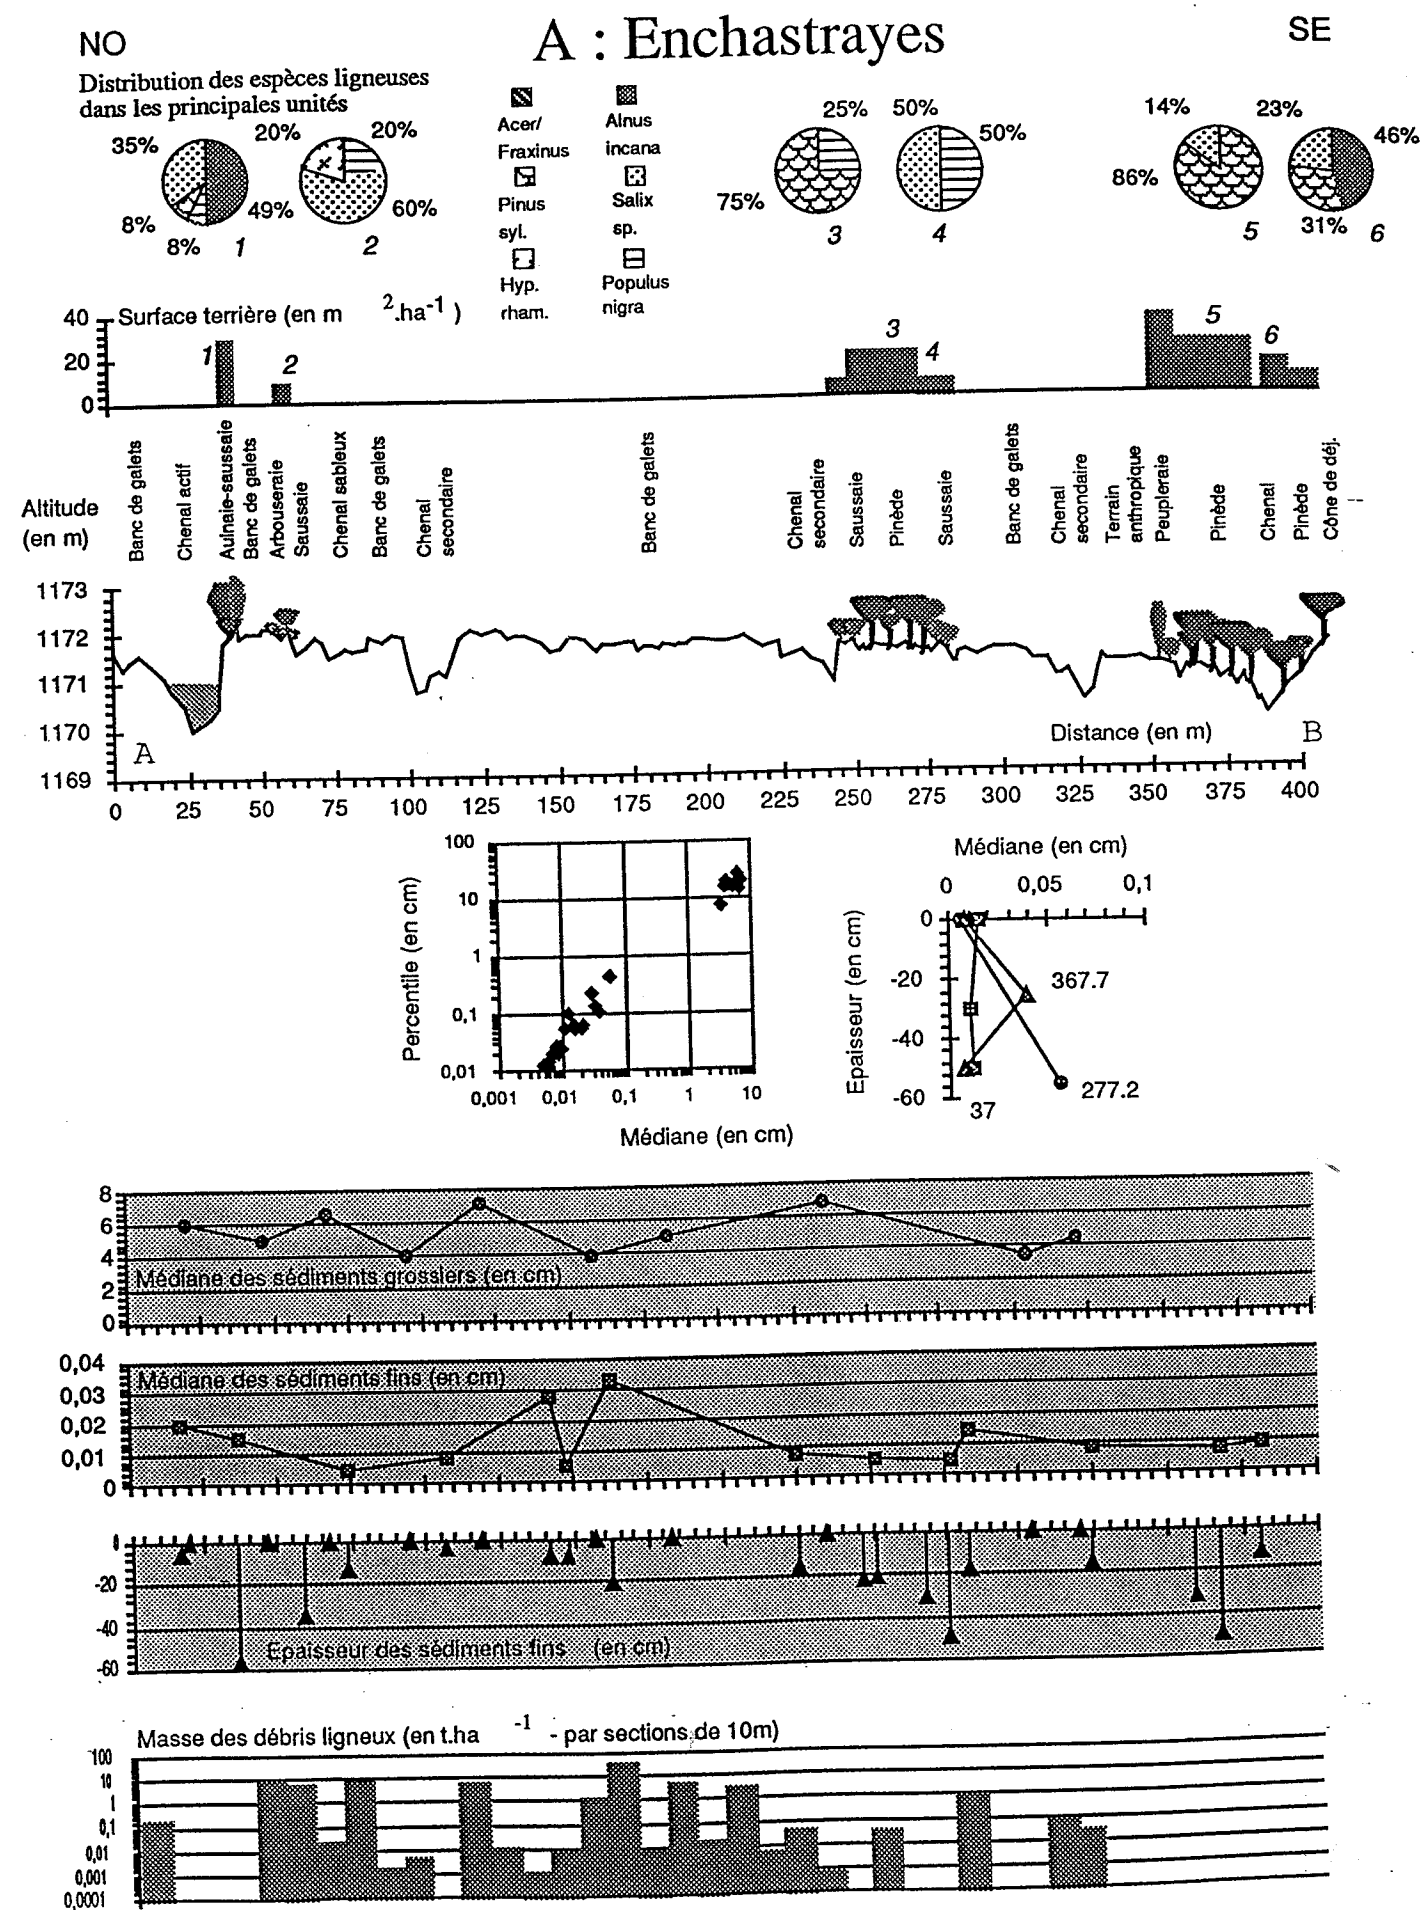 NO
A : Enchastrayes
SE
Distribution des espèces ligneuses
dans les principales unités
35%
49%
8%
8%
1
20%
20%
60%
2
Acer/
Fraxinus
Pinus
syl.
Hyp.
rham.
Alnus
incana
Salix
sp.
Populus
nigra
25%
75%
3
50%
50%
4
14%
86%
5
23%
46%
31%
6
Surface terrière (en m 2.ha-1 )
40
20
0
1
2
3
4
5
6
Banc de galets
Chenal actif
Aulnaie-saussaie
Banc de galets
Arbouseraie
Saussaie
Chenal sableux
Banc de galets
Chenal
secondaire
Banc de galets
Chenal
secondaire
Saussaie
Pinède
Saussaie
Banc de galets
Chenal
secondaire
Terrain
anthropique
Peupleraie
Pinède
Chenal
Pinède
Cône de déj.
Altitude
(en m)
1173
1172
1171
1170
1169
A
Distance (en m)
B
0 25 50 75 100 125 150 175 200 225 250 275 300 325 350 375 400
Percentile (en cm)
100
10
1
0,1
0,01
0,001 0,01 0,1 1 10
Médiane (en cm)
Médiane (en cm)
0 0,05 0,1
Epaisseur (en cm)
0
-20
-40
-60
367.7
277.2
37
8
6
4
2
0
Médiane des sédiments grossiers (en cm)
0,04
0,03
0,02
0,01
0
Médiane des sédiments fins (en cm)
0
-20
-40
-60
Epaisseur des sédiments fins (en cm)
Masse des débris ligneux (en t.ha -1 - par sections de 10m)
100
10
1
0,1
0,01
0,001
0,0001